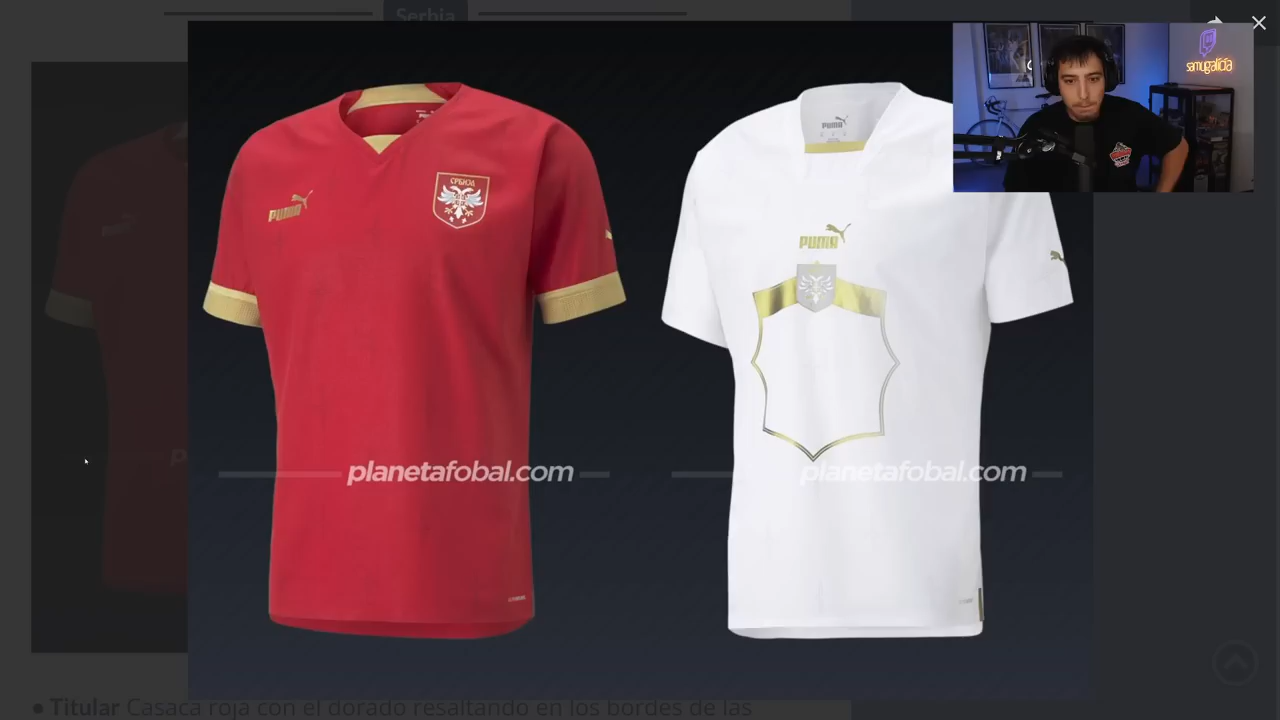 Serbia
samugalicia
PUMA
СРБИЈА
PUMA
PUMA
planetafobal.com
planetafobal.com
● Titular Casaca roja con el dorado resaltando en los bordes de las